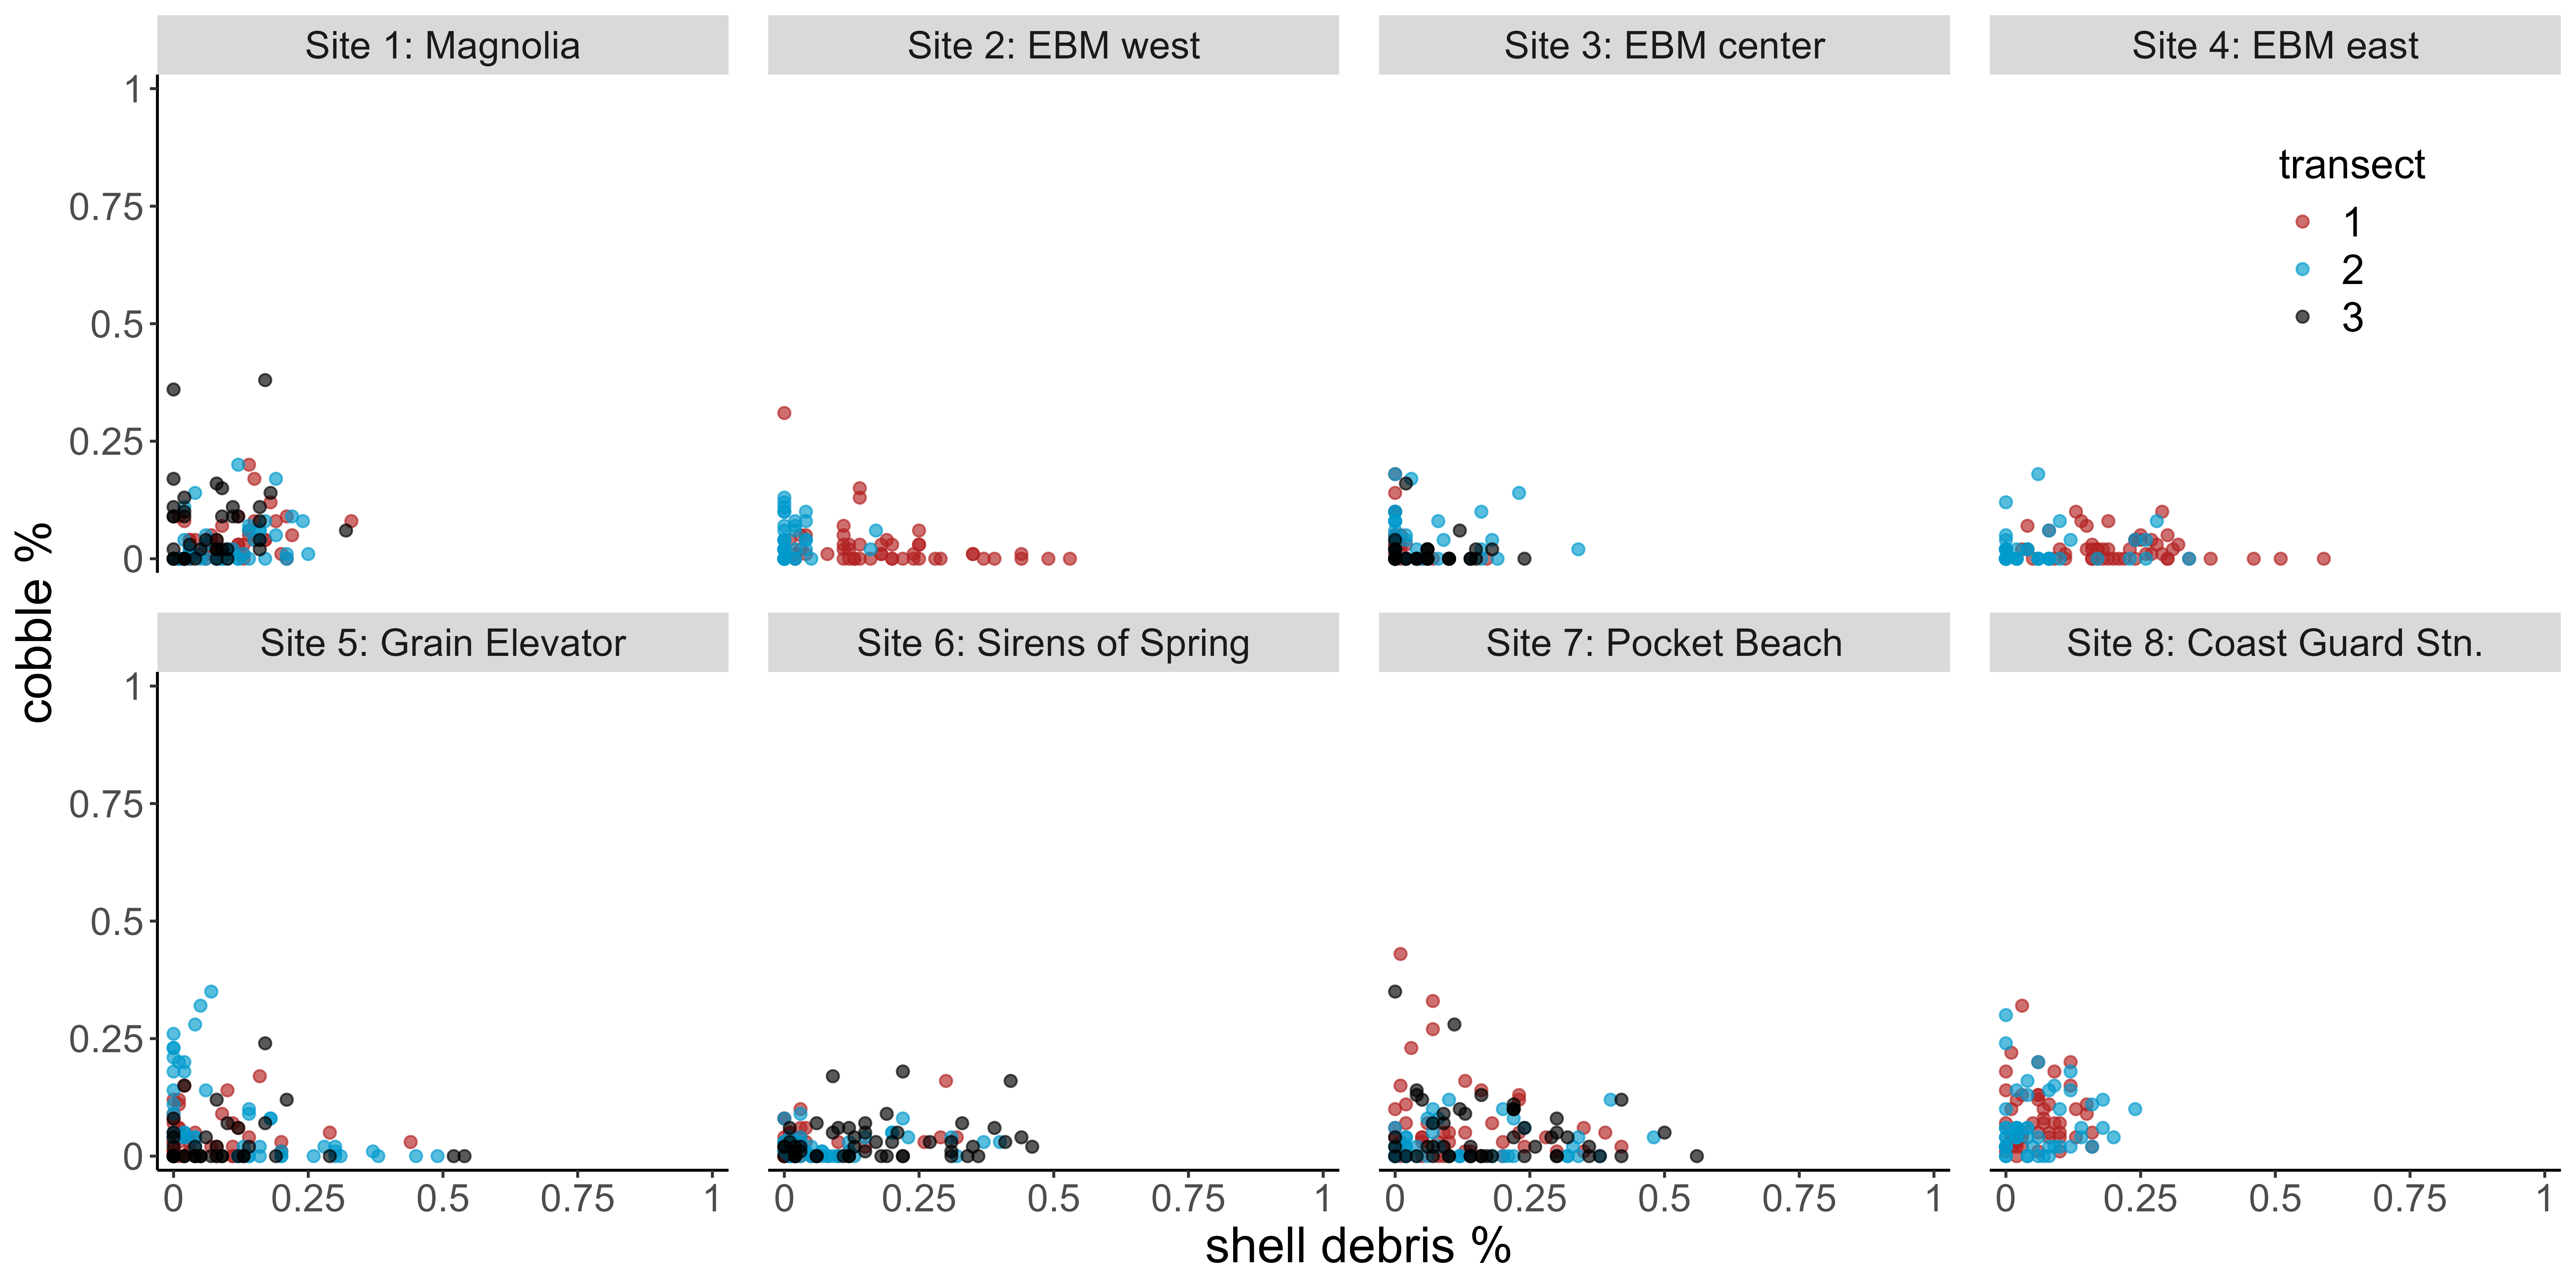 Site 1: Magnolia
Site 2: EBM west
Site 3: EBM center
Site 4: EBM east
1
0.75
0.5
0.25
0
transect
1
2
3
cobble %
Site 5: Grain Elevator
Site 6: Sirens of Spring
Site 7: Pocket Beach
Site 8: Coast Guard Stn.
1
0.75
0.5
0.25
0
0 0.25 0.5 0.75 1
0 0.25 0.5 0.75 1
0 0.25 0.5 0.75 1
0 0.25 0.5 0.75 1
shell debris %